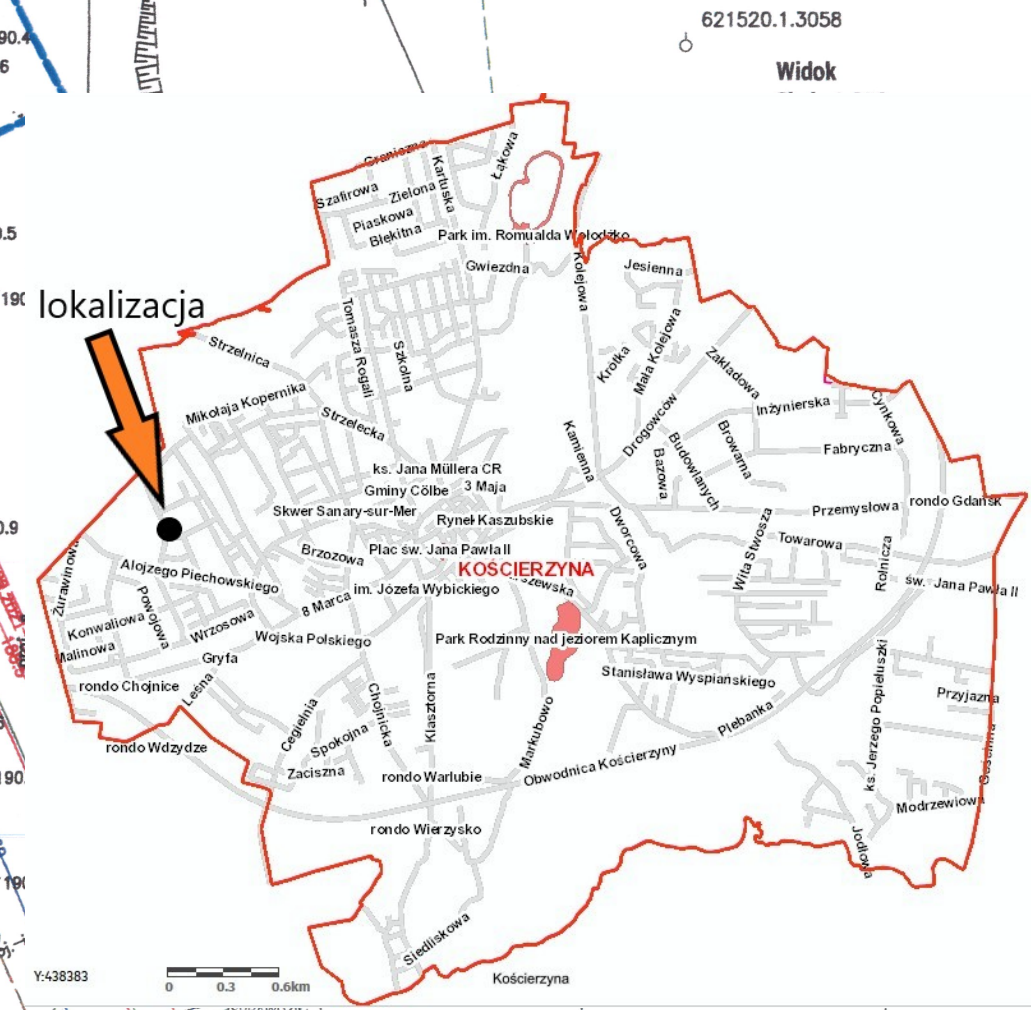 621520.1.3058
90.4
6
Widok
Łąkowa
Graniczna
Kartuska
Szafirowa
Zielona
Piaskowa
Błękitna
Park im. Romualda Wołodźko
Gwiezdna
Kolejowa
Jesienna
190
lokalizacja
Tomasza Rogali
Szkolna
Strzelnica
Krótka
Mała Kolejowa
Zakładowa
Mikołaja Kopernika
Strzelecka
Drogowców
Inżynierska
Cynkowa
Kamienna
Budowlanych
Browarna
Fabryczna
Bazowa
ks. Jana Müllera CR
Gminy Cölbe
3 Maja
Skwer Sanary-sur-Mer
Rynek Kaszubskie
Przemysłowa
rondo Gdańsk
Dworcowa
Wita Stwosza
Towarowa
Brzozowa
Plac św. Jana Pawła II
KOŚCIERZYNA
Rolnicza
św. Jana Pawła II
Żurawinowa
Alojzego Piechowskiego
im. Józefa Wybickiego
8 Marca
Powojowa
Konwaliowa
Wrzosowa
Malinowa
Wojska Polskiego
Park Rodzinny nad jeziorem Kaplicznym
Gryfa
Stanisława Wyspiańskiego
ks. Jerzego Popiełuszki
rondo Chojnice
Leśna
Przyjazna
Cegielnia
Chojnicka
Klasztorna
Markubowo
Plebanka
Gościnna
rondo Wdzydze
Spokojna
Zaciszna
rondo Warlubie
Obwodnica Kościerzyny
Modrzewiowa
rondo Wierzysko
Jodłowa
Siedliskowa
Y:438383
0 0.3 0.6km
Kościerzyna